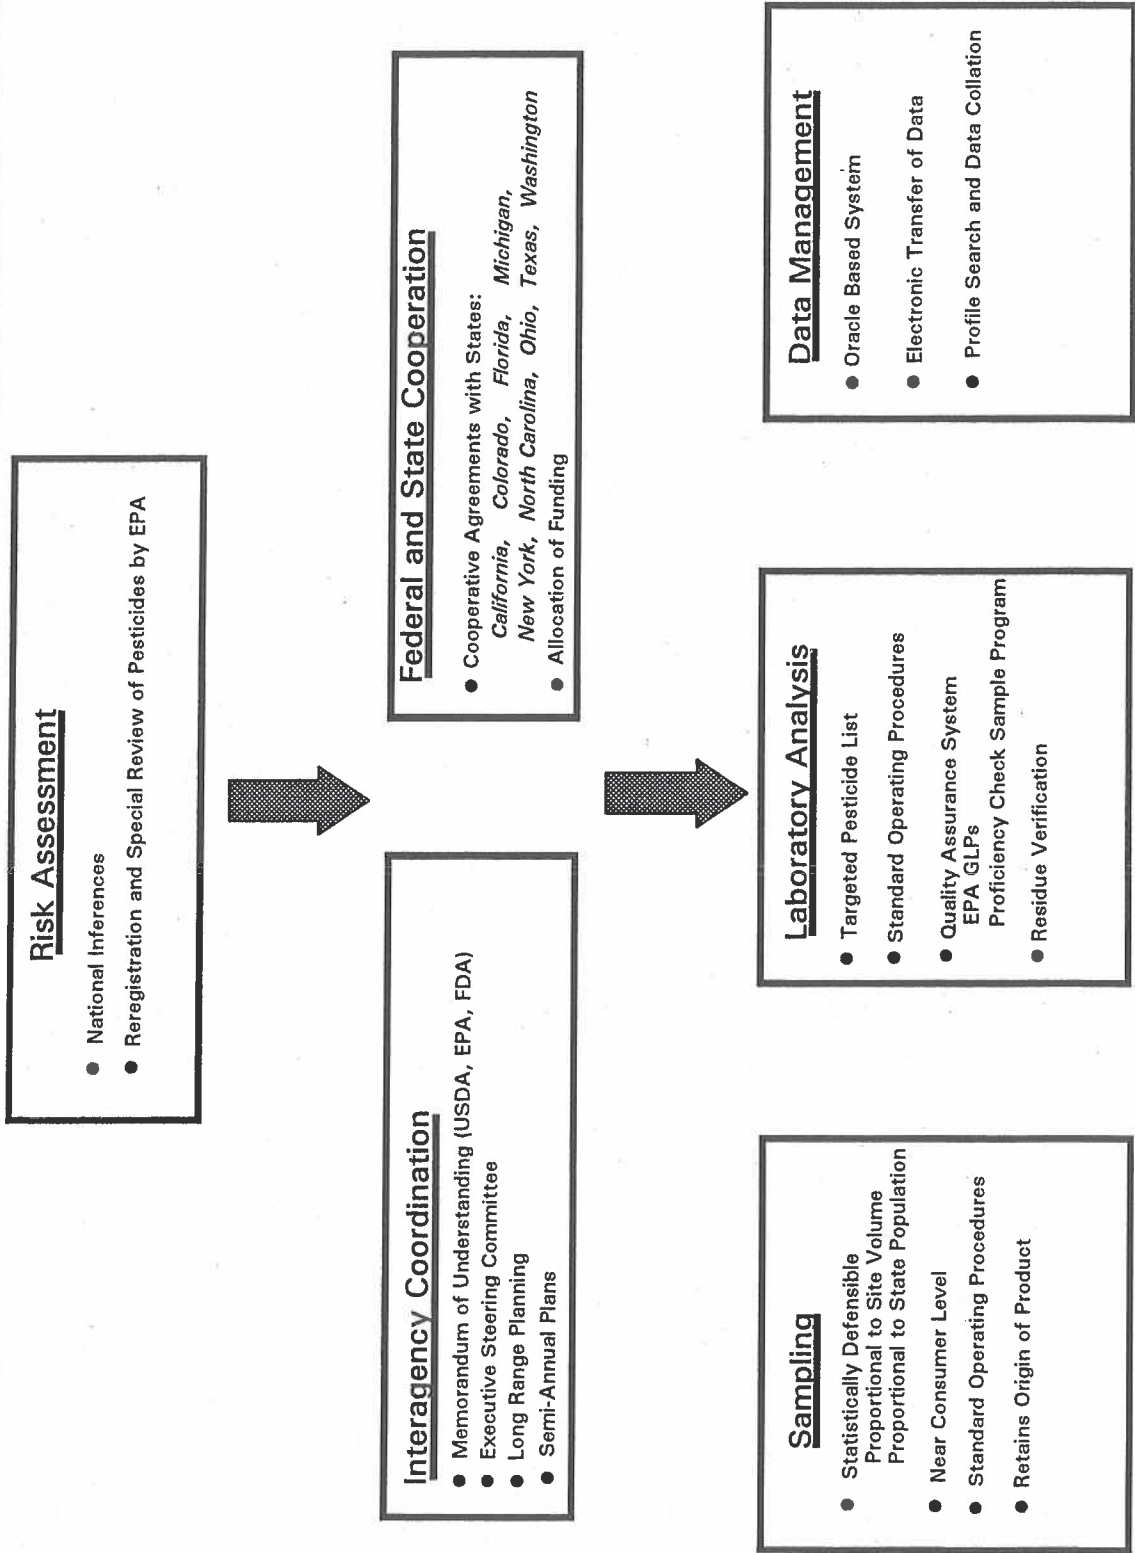 Risk Assessment
● National Inferences
● Reregistration and Special Review of Pesticides by EPA
Interagency Coordination
● Memorandum of Understanding (USDA, EPA, FDA)
● Executive Steering Committee
● Long Range Planning
● Semi-Annual Plans
Federal and State Cooperation
● Cooperative Agreements with States:
California, Colorado, Florida, Michigan,
New York, North Carolina, Ohio, Texas, Washington
● Allocation of Funding
Sampling
● Statistically Defensible
Proportional to Site Volume
Proportional to State Population
● Near Consumer Level
● Standard Operating Procedures
● Retains Origin of Product
Laboratory Analysis
● Targeted Pesticide List
● Standard Operating Procedures
● Quality Assurance System
EPA GLPs
Proficiency Check Sample Program
● Residue Verification
Data Management
● Oracle Based System
● Electronic Transfer of Data
● Profile Search and Data Collation